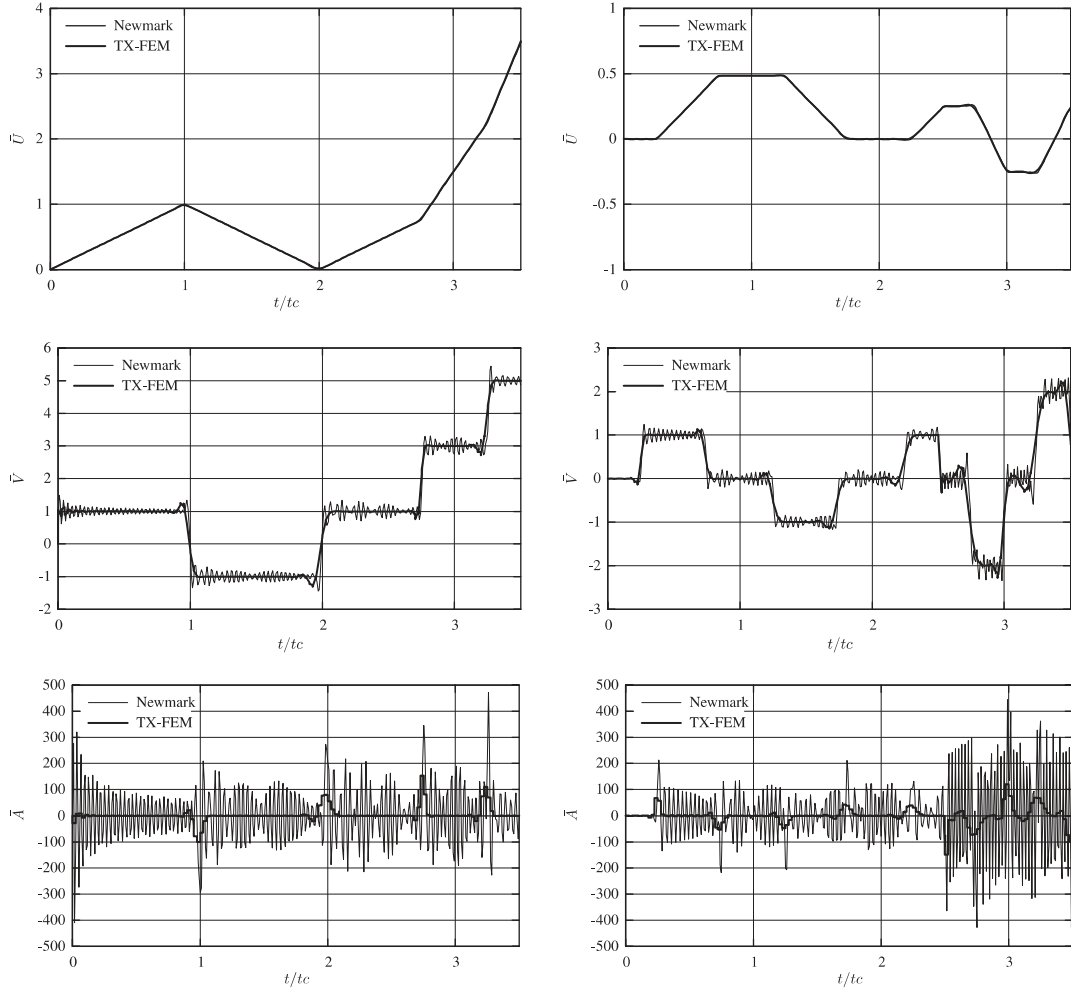 4
3
2
1
0
Newmark
TX-FEM
Ū
0 1 2 3
t/tc
1
0.5
0
-0.5
-1
Newmark
TX-FEM
Ū
0 1 2 3
t/tc
6
5
4
3
2
1
0
-1
-2
Newmark
TX-FEM
V̄
0 1 2 3
t/tc
3
2
1
0
-1
-2
-3
Newmark
TX-FEM
V̄
0 1 2 3
t/tc
500
400
300
200
100
0
-100
-200
-300
-400
-500
Newmark
TX-FEM
Ā
0 1 2 3
t/tc
500
400
300
200
100
0
-100
-200
-300
-400
-500
Newmark
TX-FEM
Ā
0 1 2 3
t/tc